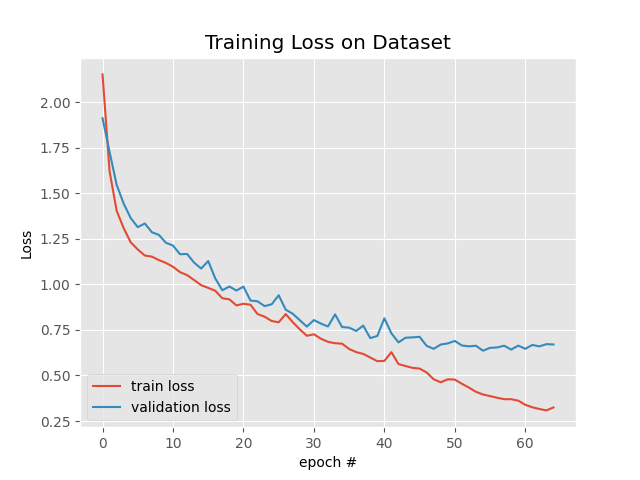 Training Loss on Dataset
2.00
1.75
1.50
1.25
1.00
0.75
0.50
0.25
Loss
train loss
validation loss
0 10 20 30 40 50 60
epoch #